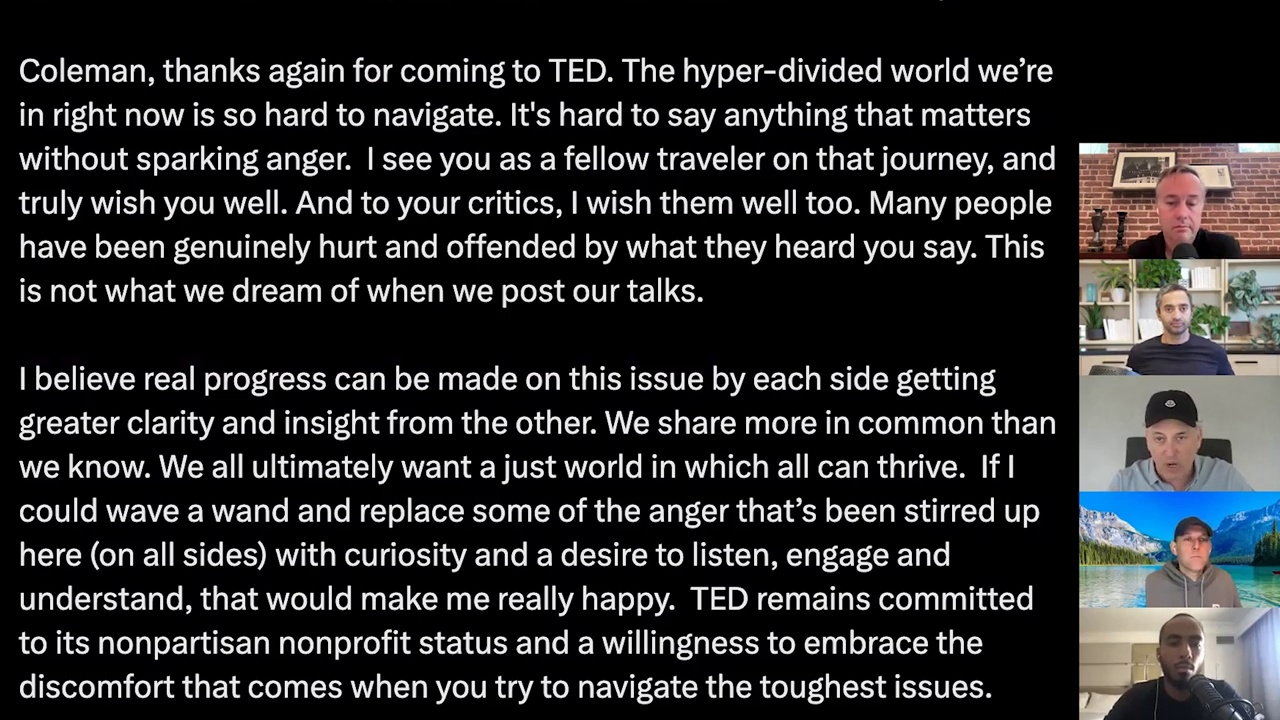 Coleman, thanks again for coming to TED. The hyper-divided world we’re
in right now is so hard to navigate. It's hard to say anything that matters
without sparking anger.  I see you as a fellow traveler on that journey, and
truly wish you well. And to your critics, I wish them well too. Many people
have been genuinely hurt and offended by what they heard you say. This
is not what we dream of when we post our talks.
I believe real progress can be made on this issue by each side getting
greater clarity and insight from the other. We share more in common than
we know. We all ultimately want a just world in which all can thrive.  If I
could wave a wand and replace some of the anger that’s been stirred up
here (on all sides) with curiosity and a desire to listen, engage and
understand, that would make me really happy.  TED remains committed
to its nonpartisan nonprofit status and a willingness to embrace the
discomfort that comes when you try to navigate the toughest issues.